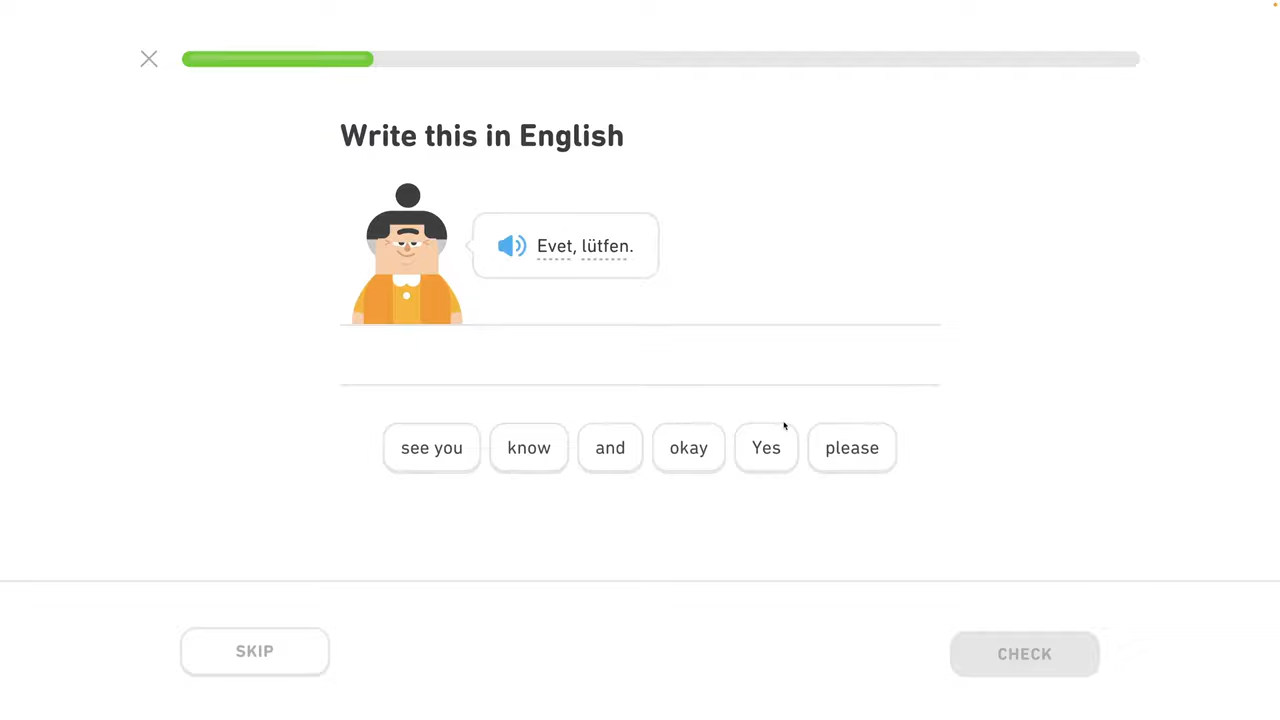 Write this in English
Evet, lütfen.
see you know and okay Yes please
SKIP CHECK